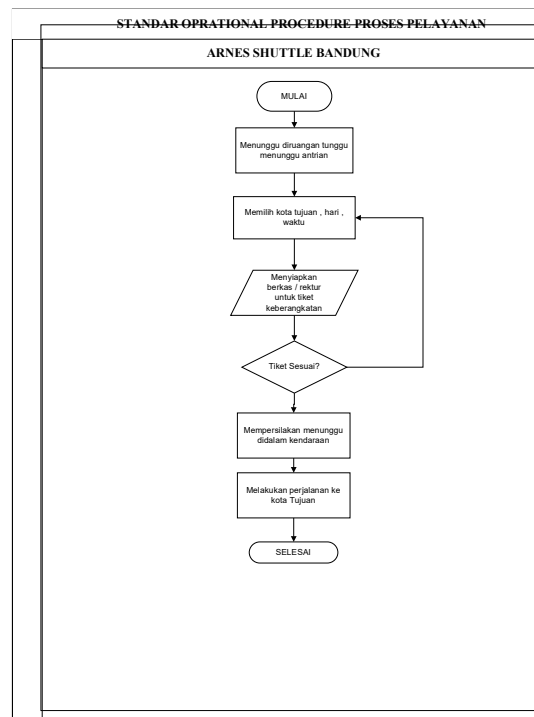 STANDAR OPRATIONAL PROCEDURE PROSES PELAYANAN
ARNES SHUTTLE BANDUNG
MULAI
Menunggu diruangan tunggu
menunggu antrian
Memilih kota tujuan , hari ,
waktu
Menyiapkan
berkas / rektur
untuk tiket
keberangkatan
Tiket Sesuai?
Mempersilakan menunggu
didalam kendaraan
Melakukan perjalanan ke
kota Tujuan
SELESAI